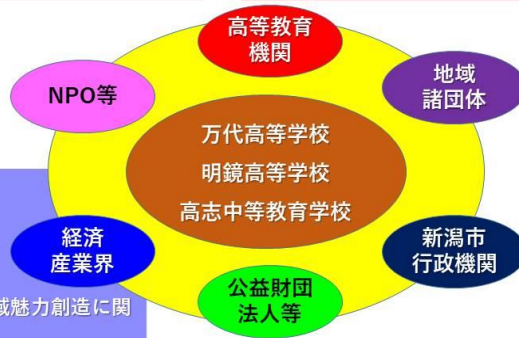 高等教育
機関
NPO等
地域
諸団体
万代高等学校
明鏡高等学校
高志中等教育学校
経済
産業界
新潟市
行政機関
公益財団
法人等
域魅力創造に関